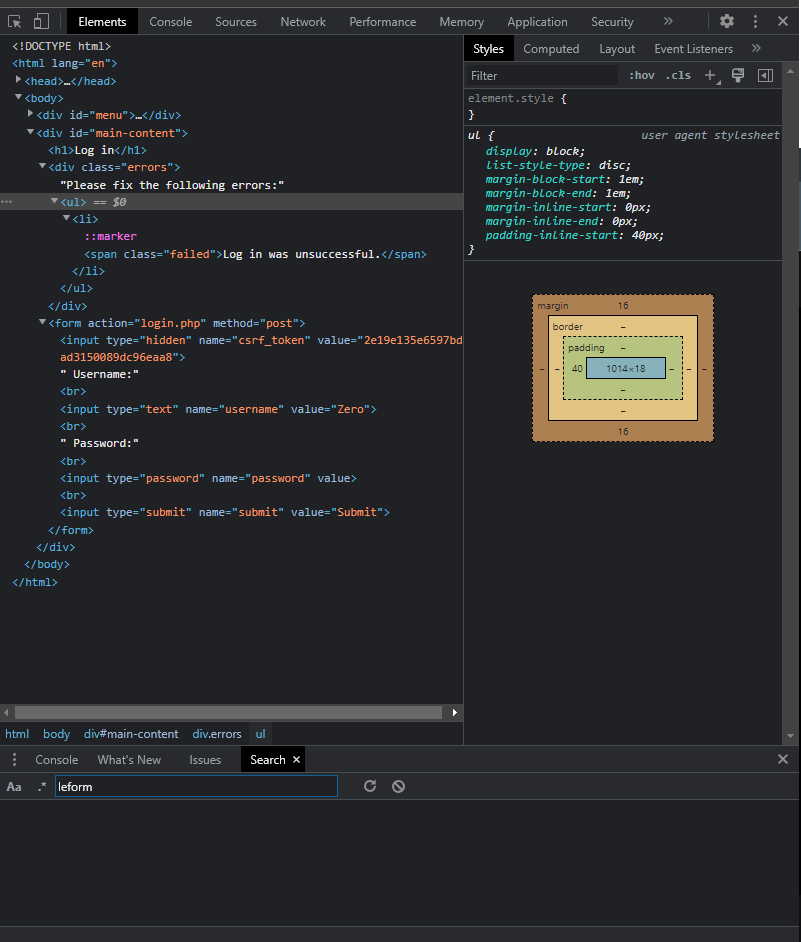 Elements Console Sources Network Performance Memory Application Security »
<!DOCTYPE html>
<html lang="en">
<head>…</head>
<body>
<div id="menu">…</div>
<div id="main-content">
<h1>Log in</h1>
<div class="errors">
"Please fix the following errors:"
<ul> == $0
<li>
::marker
<span class="failed">Log in was unsuccessful.</span>
</li>
</ul>
</div>
<form action="login.php" method="post">
<input type="hidden" name="csrf_token" value="2e19e135e6597bd
ad3150089dc96eaa8">
" Username:"
<br>
<input type="text" name="username" value="Zero">
<br>
" Password:"
<br>
<input type="password" name="password" value>
<br>
<input type="submit" name="submit" value="Submit">
</form>
</div>
</body>
</html>
html body div#main-content div.errors ul
Styles Computed Layout Event Listeners »
Filter :hov .cls +
element.style {
}
ul { user agent stylesheet
display: block;
list-style-type: disc;
margin-block-start: 1em;
margin-block-end: 1em;
margin-inline-start: 0px;
margin-inline-end: 0px;
padding-inline-start: 40px;
}
margin 16
border –
padding –
– – 40 1014×18 – – –
–
–
16
Console What's New Issues Search ×
Aa .* leform